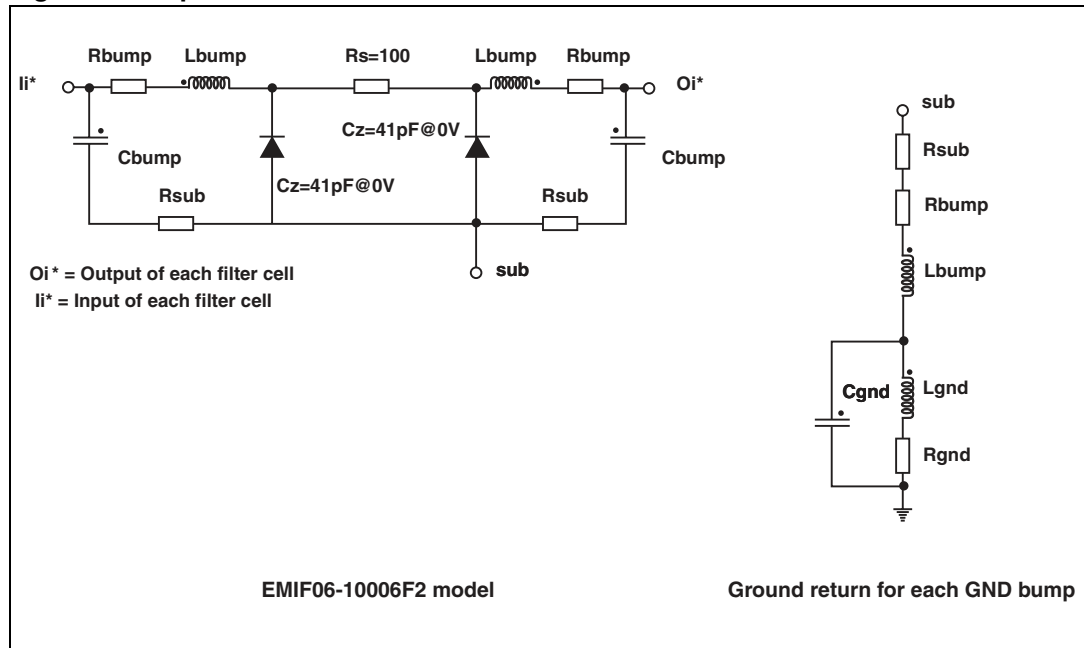 Rbump Lbump Rs=100 Lbump Rbump
Ii* Oi*
Cz=41pF@0V
Cbump Cbump
Cz=41pF@0V
Rsub Rsub
sub
Oi* = Output of each filter cell
Ii* = Input of each filter cell
sub
Rsub
Rbump
Lbump
Cgnd Lgnd
Rgnd
EMIF06-10006F2 model
Ground return for each GND bump